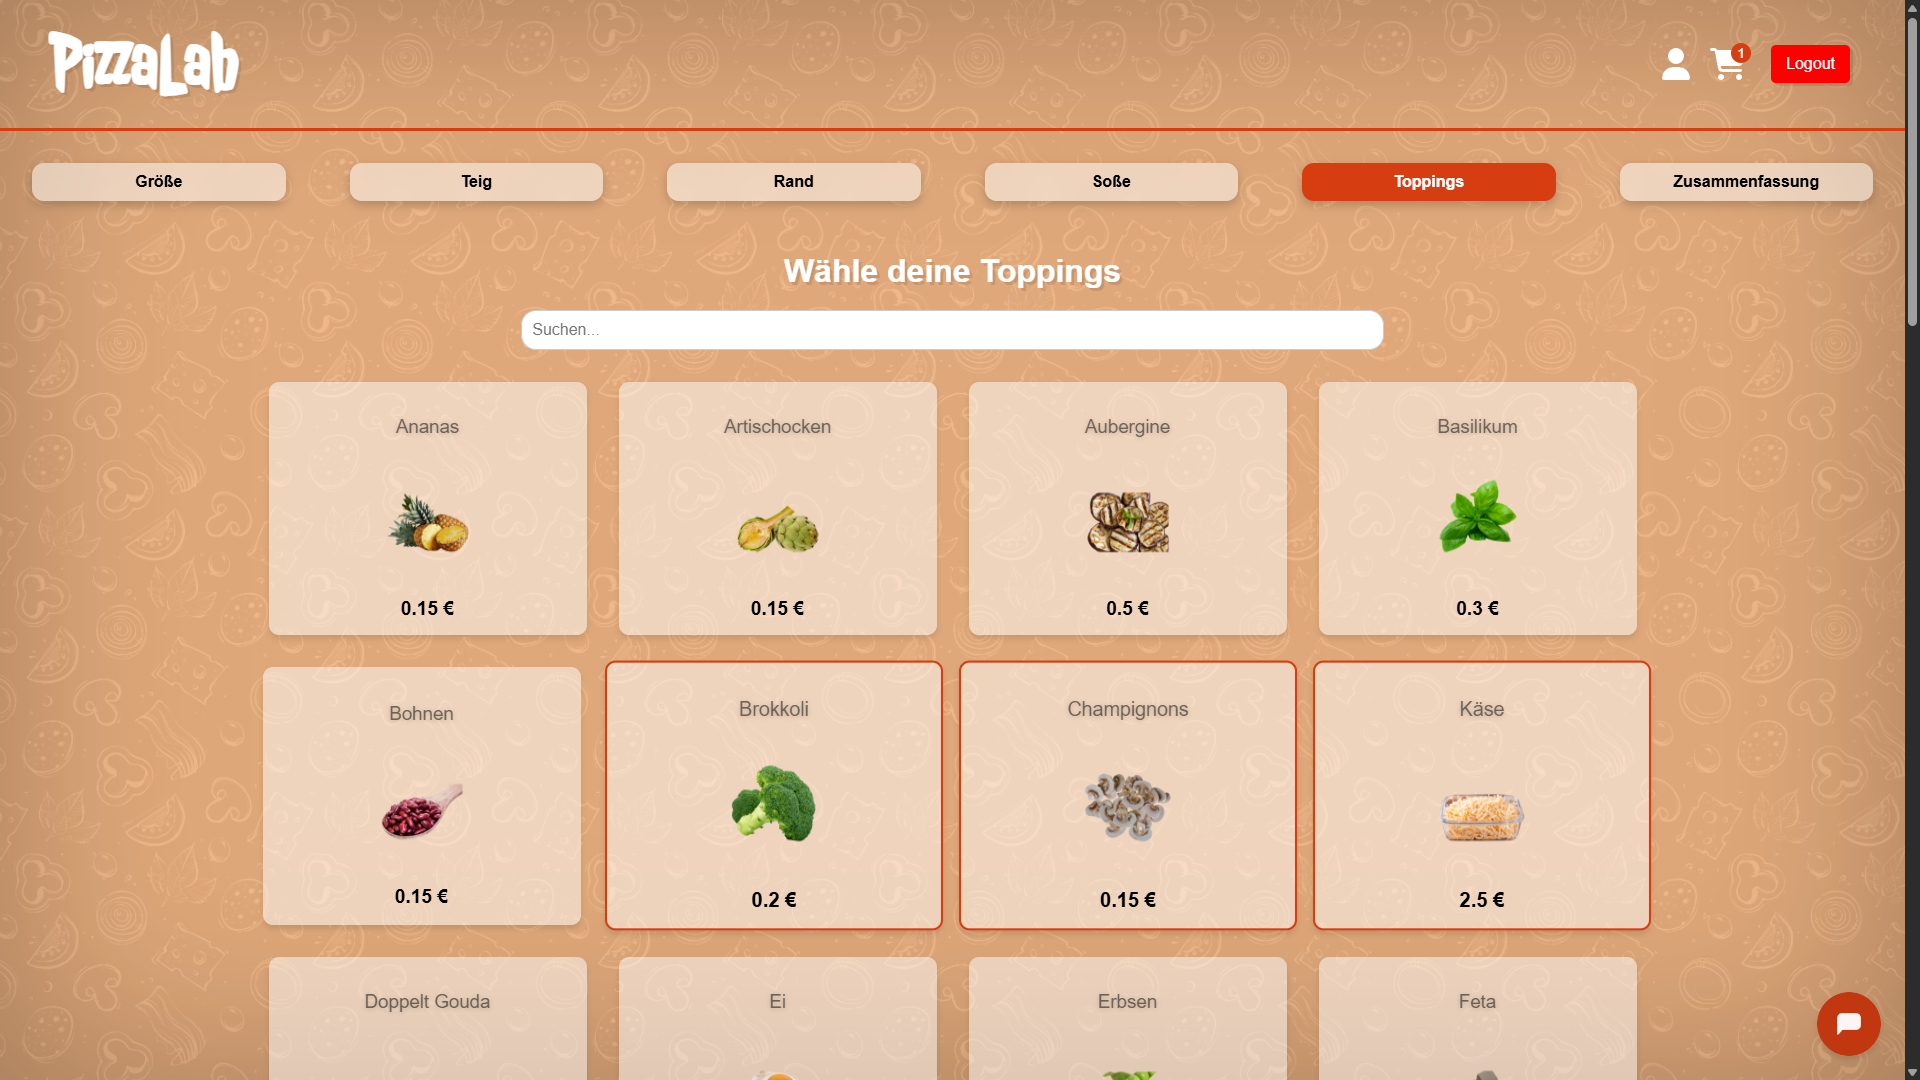 PizzaLab
1
Logout
Größe
Teig
Rand
Soße
Toppings
Zusammenfassung
Wähle deine Toppings
Suchen...
Ananas
Artischocken
Aubergine
Basilikum
0.15 €
0.15 €
0.5 €
0.3 €
Bohnen
Brokkoli
Champignons
Käse
0.15 €
0.2 €
0.15 €
2.5 €
Doppelt Gouda
Ei
Erbsen
Feta